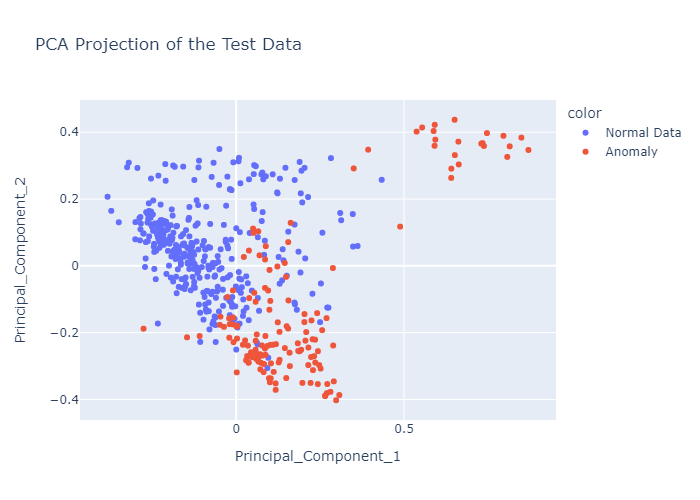 PCA Projection of the Test Data
color
Normal Data
Anomaly
0.4
0.2
0
−0.2
−0.4
0
0.5
Principal_Component_2
Principal_Component_1